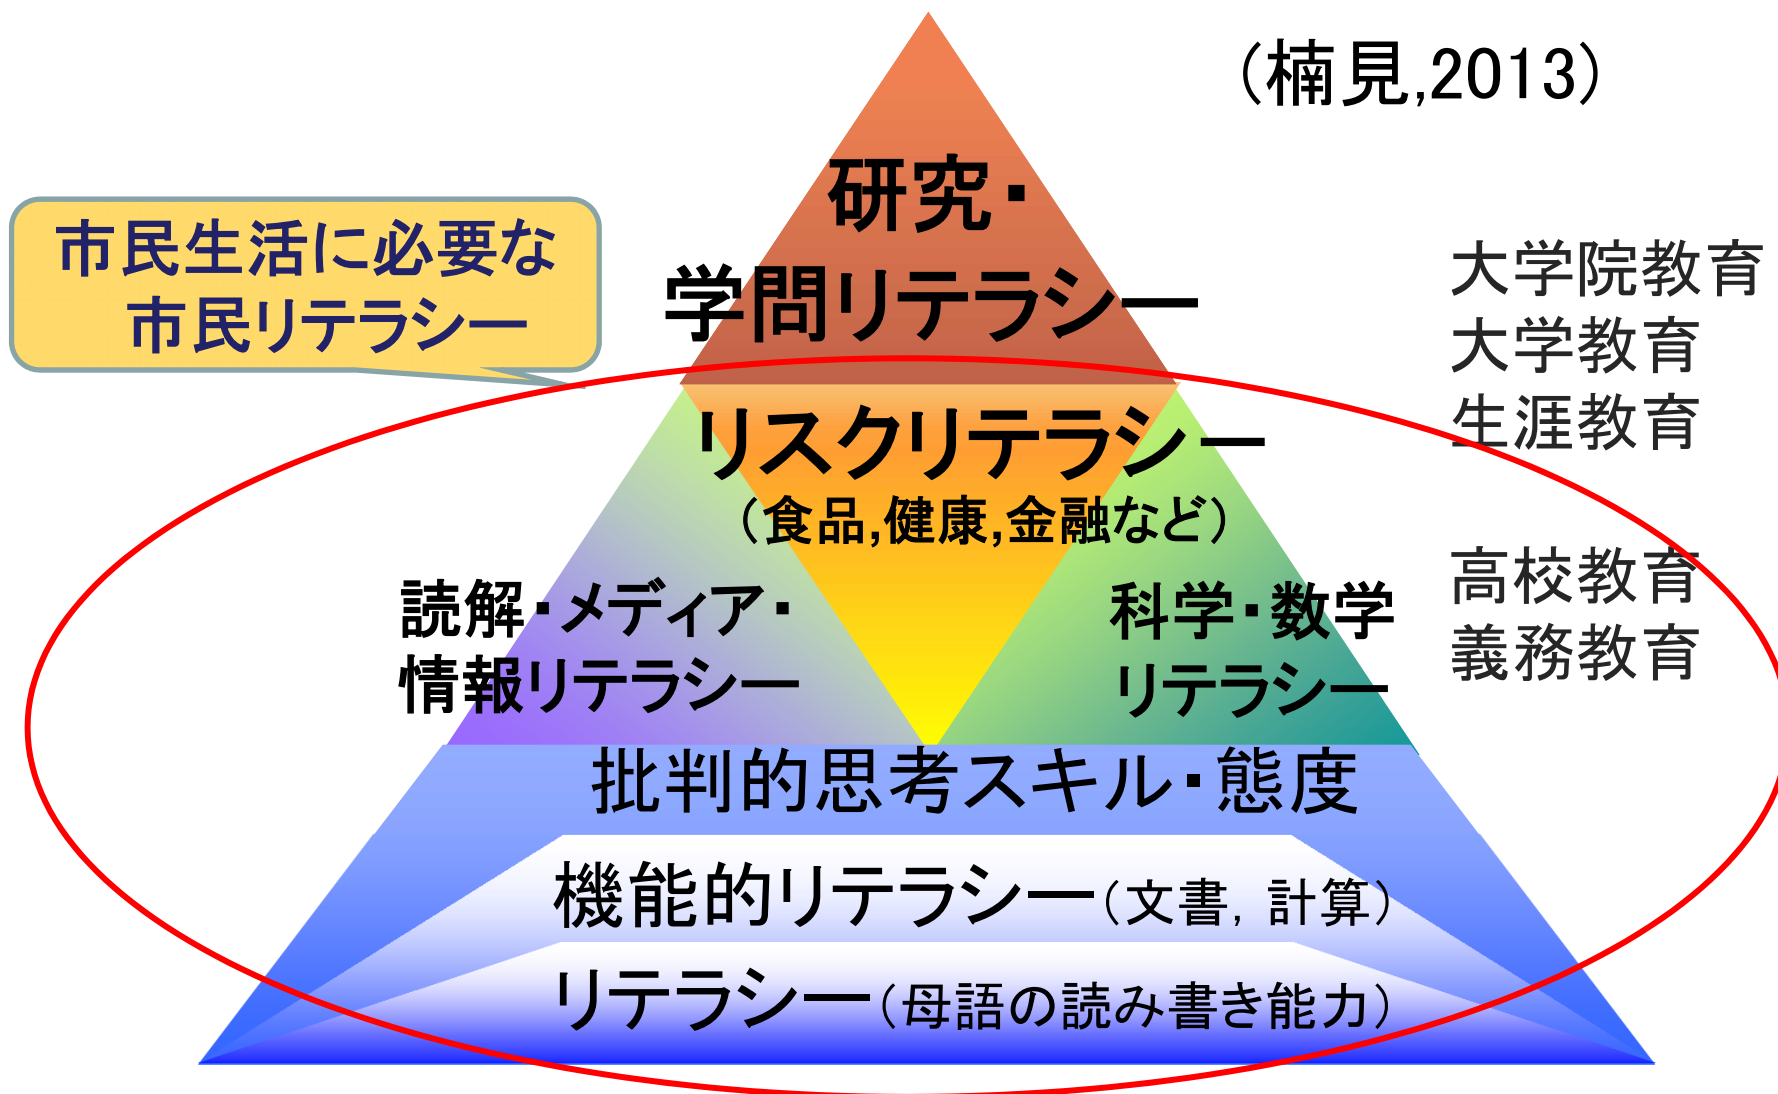 (楠見,2013)
研究・
学問リテラシー
市民生活に必要な
市民リテラシー
大学院教育
大学教育
生涯教育
リスクリテラシー
(食品,健康,金融など)
高校教育
義務教育
読解・メディア・
情報リテラシー
科学・数学
リテラシー
批判的思考スキル・態度
機能的リテラシー(文書, 計算)
リテラシー(母語の読み書き能力)